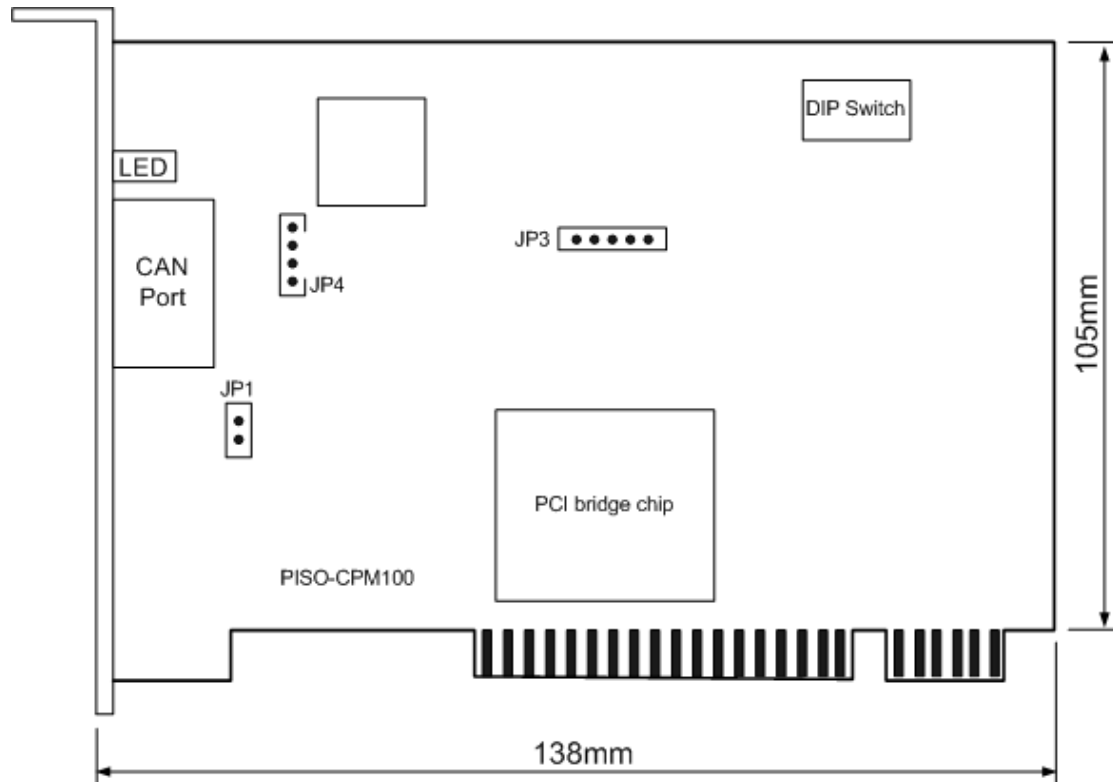 DIP Switch
LED
JP3
CAN
Port
JP4
JP1
105mm
PCI bridge chip
PISO-CPM100
138mm